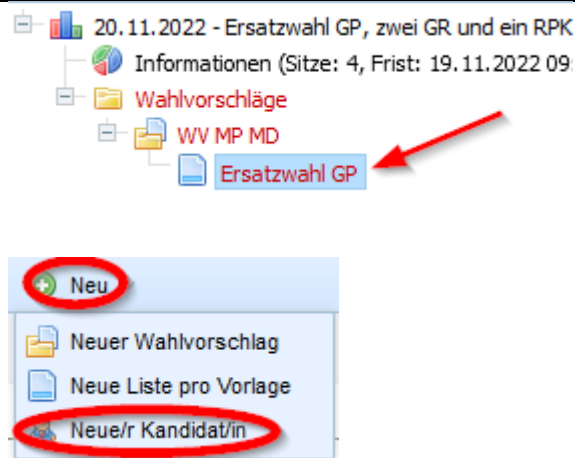 20.11.2022 - Ersatzwahl GP, zwei GR und ein RPK
Informationen (Sitze: 4, Frist: 19.11.2022 09:
Wahlvorschläge
WV MP MD
Ersatzwahl GP
Neu
Neuer Wahlvorschlag
Neue Liste pro Vorlage
Neue/r Kandidat/in